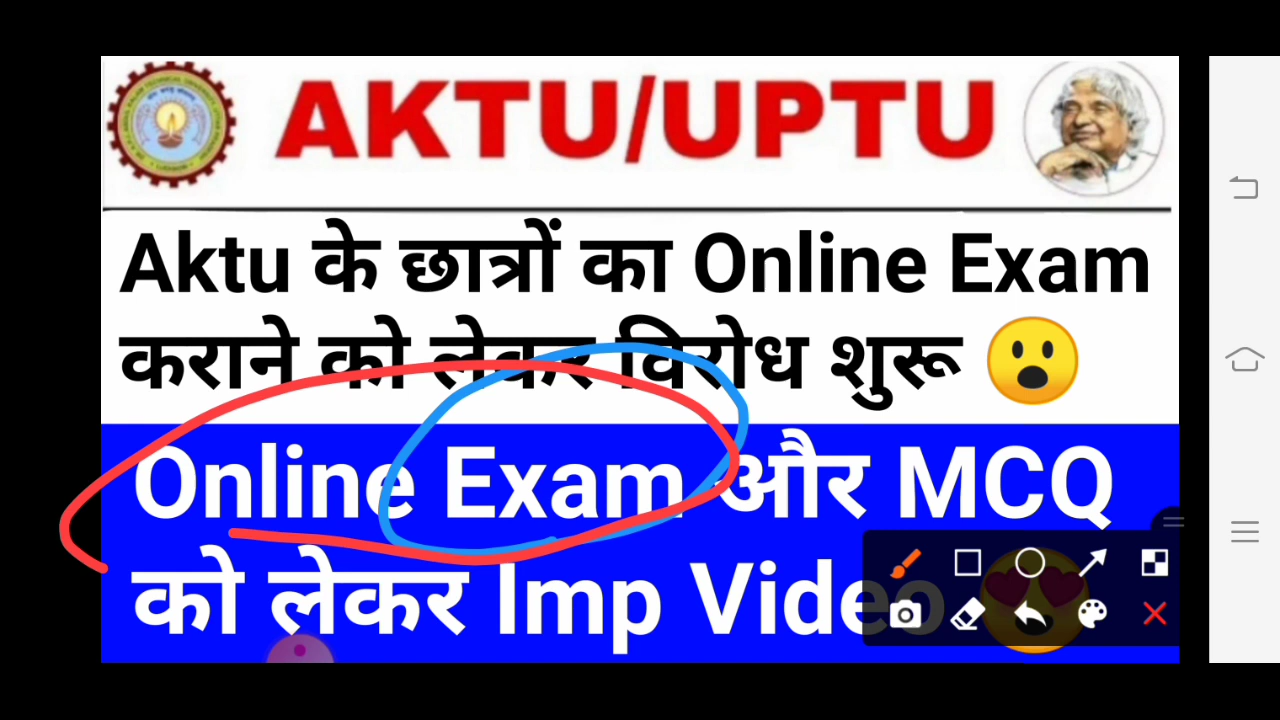 AKTU/UPTU
Aktu के छात्रों का Online Exam
कराने को लेकर विरोध शुरू
Online Exam और MCQ
को लेकर Imp Video